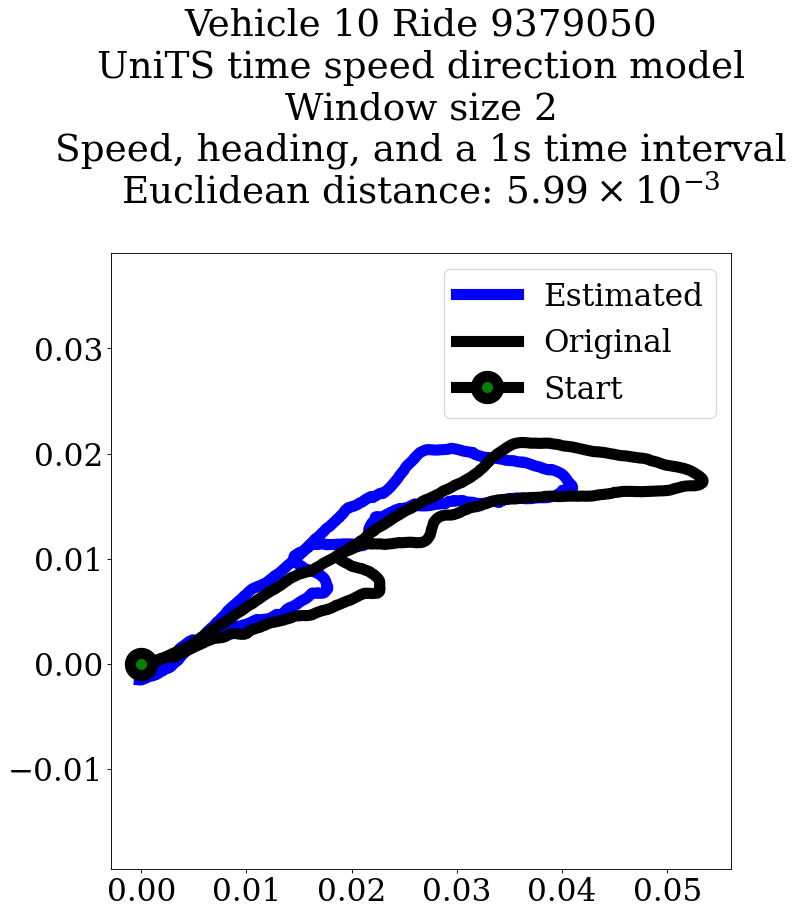 Vehicle 10 Ride 9379050
UniTS time speed direction model
Window size 2
Speed, heading, and a 1s time interval
Euclidean distance: 5.99 × 10⁻³
Estimated
Original
Start
0.03
0.02
0.01
0.00
−0.01
0.00 0.01 0.02 0.03 0.04 0.05